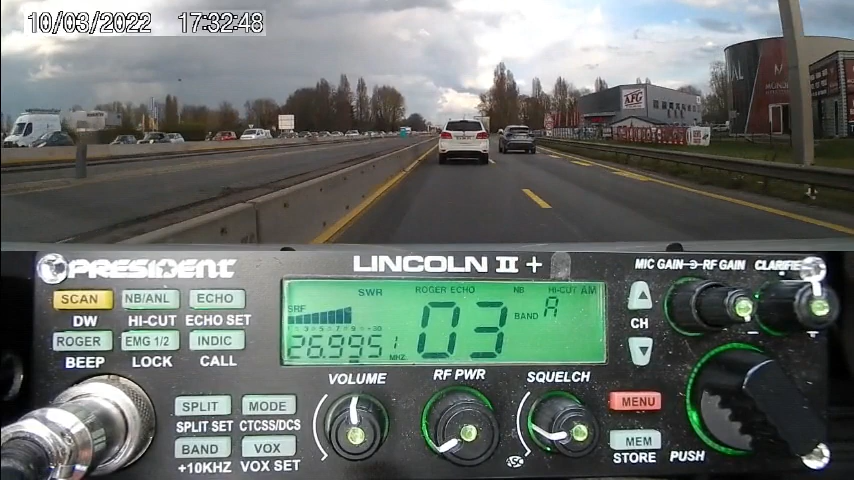 10/03/2022 17:32:48
AFG
PRESIDENT
LINCOLN II +
MIC GAIN RF GAIN CLARIFIER
SCAN NB/ANL ECHO
DW HI-CUT ECHO SET
ROGER EMG 1/2 INDIC
BEEP LOCK CALL
SWR ROGER ECHO NB HI-CUT AM
SRF
BAND A
26.995 MHZ 03
CH
VOLUME RF PWR SQUELCH
SPLIT MODE
SPLIT SET CTCSS/DCS
BAND VOX
+10KHZ VOX SET
ASC
MENU
MEM
STORE PUSH